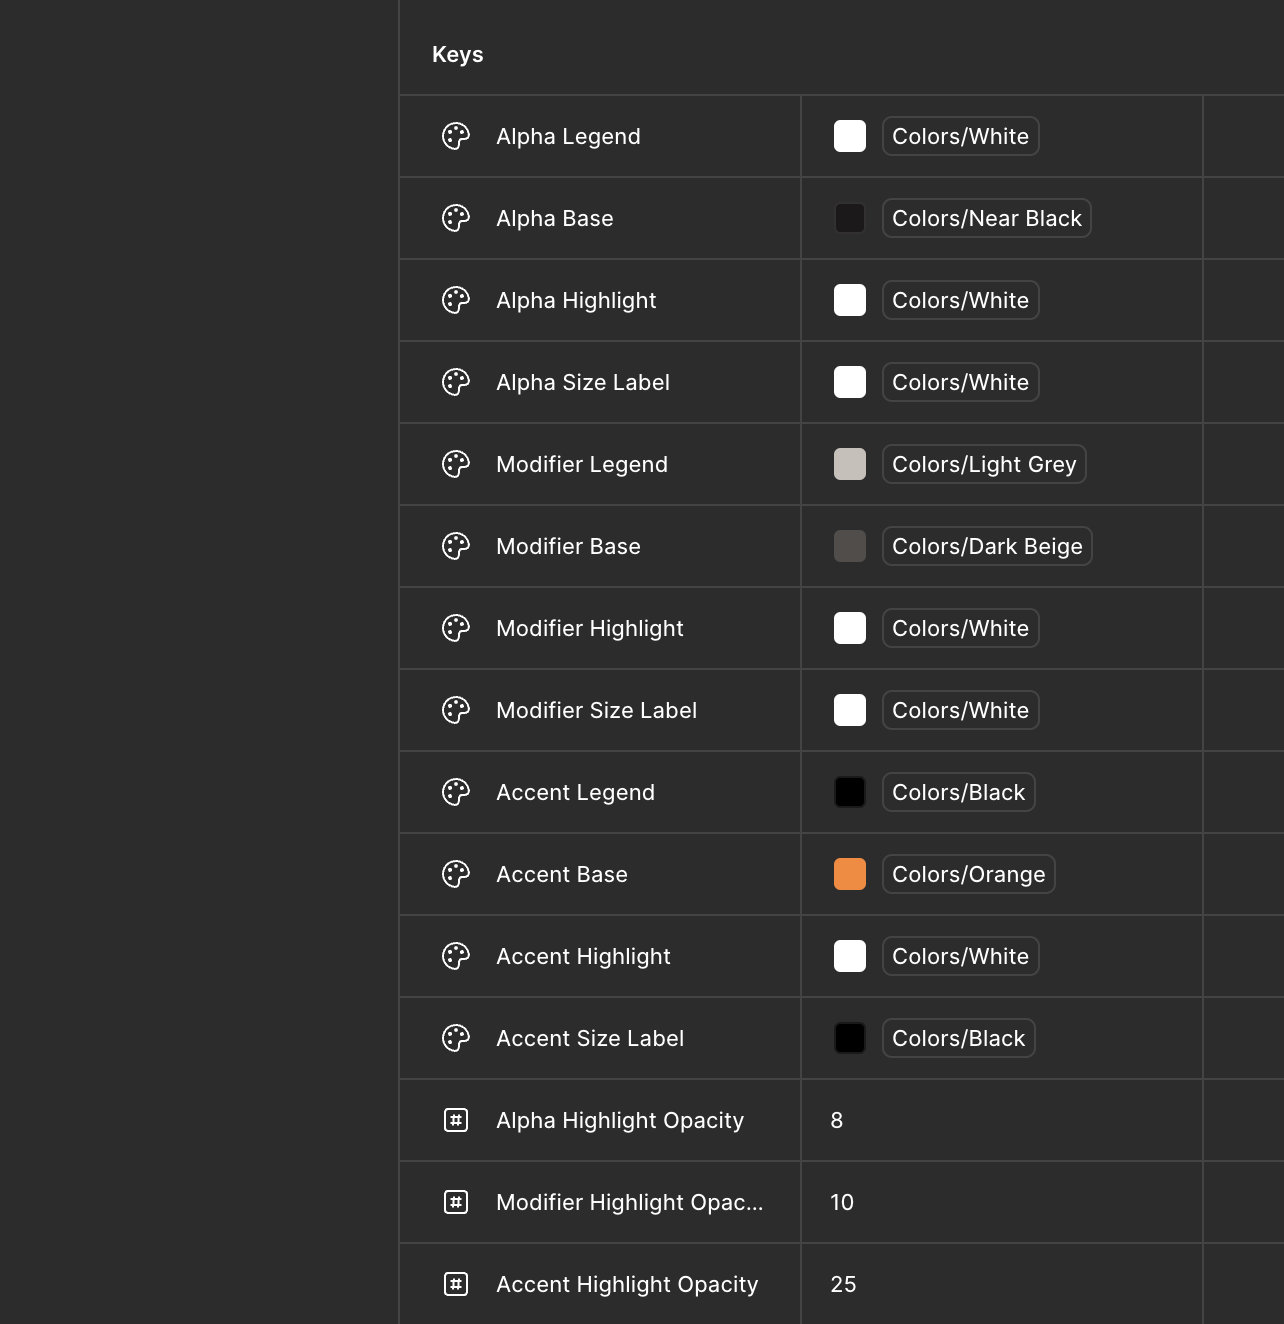 Keys
Alpha Legend Colors/White
Alpha Base Colors/Near Black
Alpha Highlight Colors/White
Alpha Size Label Colors/White
Modifier Legend Colors/Light Grey
Modifier Base Colors/Dark Beige
Modifier Highlight Colors/White
Modifier Size Label Colors/White
Accent Legend Colors/Black
Accent Base Colors/Orange
Accent Highlight Colors/White
Accent Size Label Colors/Black
Alpha Highlight Opacity 8
Modifier Highlight Opac... 10
Accent Highlight Opacity 25